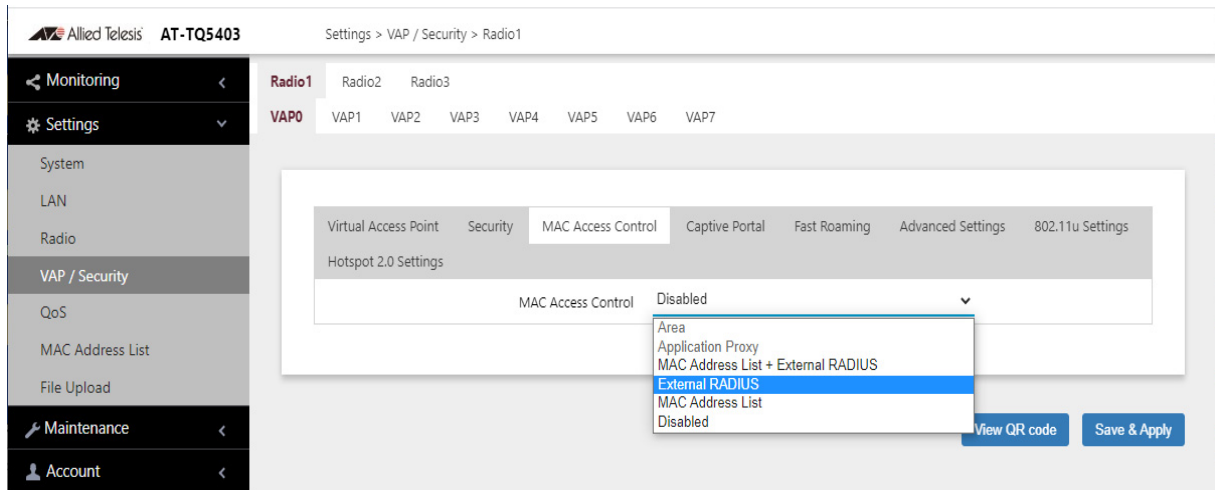 Allied Telesis AT-TQ5403 Settings > VAP / Security > Radio1
Monitoring
Radio1 Radio2 Radio3
Settings
VAP0 VAP1 VAP2 VAP3 VAP4 VAP5 VAP6 VAP7
System
LAN
Radio
VAP / Security
QoS
MAC Address List
File Upload
Maintenance
Account
Virtual Access Point Security MAC Access Control Captive Portal Fast Roaming Advanced Settings 802.11u Settings
Hotspot 2.0 Settings
MAC Access Control Disabled
Area
Application Proxy
MAC Address List + External RADIUS
External RADIUS
MAC Address List
Disabled
View QR code Save & Apply